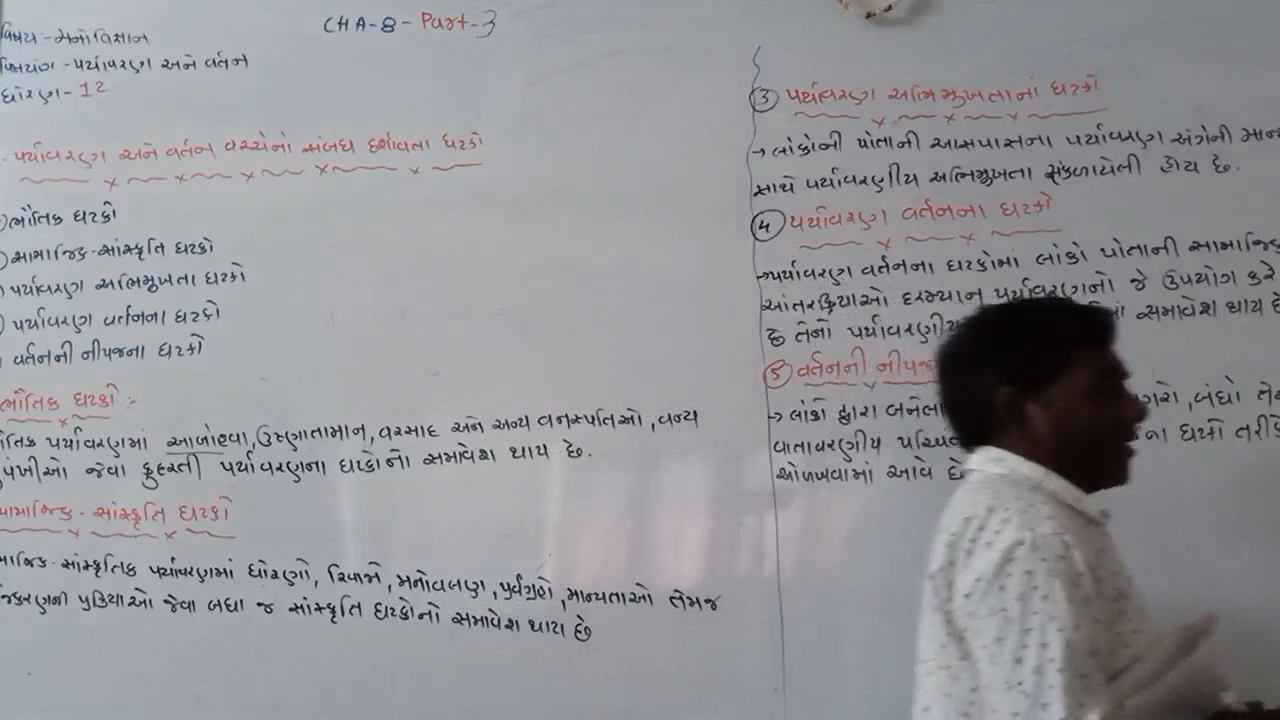 CHA-8-Part-3
વિષય:-મનોવિજ્ઞાન
-પર્યાવરણ અને વર્તન
ધોરણ-12
પર્યાવરણ અને વર્તન વચ્ચેનાં સંબંધ દર્શાવતા ઘટકો
ભૌતિક ઘટકો
સામાજિક-સાંસ્કૃતિ ઘટકો
પર્યાવરણ અભિમુખતા ઘટકો
પર્યાવરણ વર્તનના ઘટકો
વર્તનની નીપજના ઘટકો
ભૌતિક ઘટકો :-
પર્યાવરણમા આબોહવા, ઉષ્ણાતામાન, વરસાદ અને અન્ય વનસ્પતિઓ, વન્ય
પંખીઓ જેવા કુદરતી પર્યાવરણના ઘટકોનો સમાવેશ થાય છે.
સાંસ્કૃતિ ઘટકો
સાંસ્કૃતિક પર્યાવરણમાં ધોરણો, રિવાજો, મનોવલણ, પુર્વગ્રહો, માન્યતાઓ તેમજ
પ્રક્રિયાઓ જેવા બધા જ સાંસ્કૃતિ ઘટકોનો સમાવેશ થાય છે
③ પર્યાવરણ અભિમુખતાનાં ઘટકો
→ લોકોની પોતાની આસપાસના પર્યાવરણ અંગેની
સાથે પર્યાવરણીય અભિમુખતા સંકળાયેલી હોય છે.
④ પર્યાવરણ વર્તનના ઘટકો
→ પર્યાવરણ વર્તનના ઘટકોમાં લોકો પોતાની સામાજિક
આંતરક્રિયાઓ દરમ્યાન પર્યાવરણનો જે ઉપયોગ કરે
છે તેનો પર્યાવરણીય સમાવેશ થાય છે
⑤ વર્તનની
→ લોકો દ્વારા બનેલા બંધો
વાતાવરણીય ઘટકો તરીકે
ઓળખવામાં આવે છે